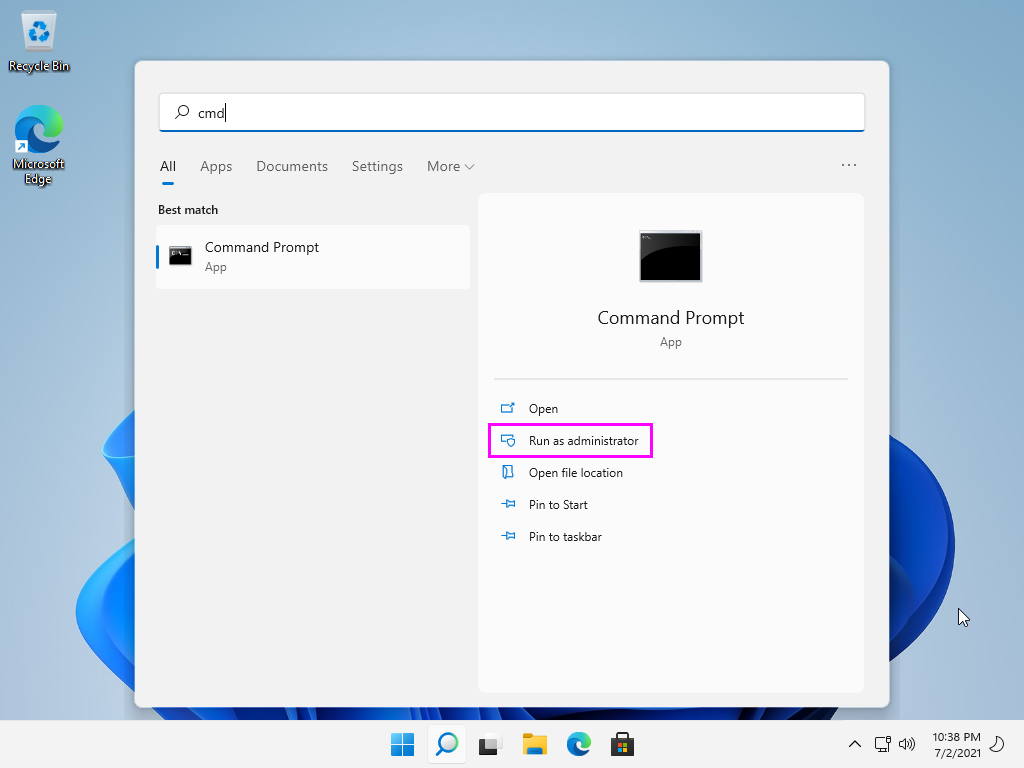 Recycle Bin
Microsoft
Edge
cmd
All Apps Documents Settings More ...
Best match
Command Prompt
App
Command Prompt
App
Open
Run as administrator
Open file location
Pin to Start
Pin to taskbar
10:38 PM
7/2/2021